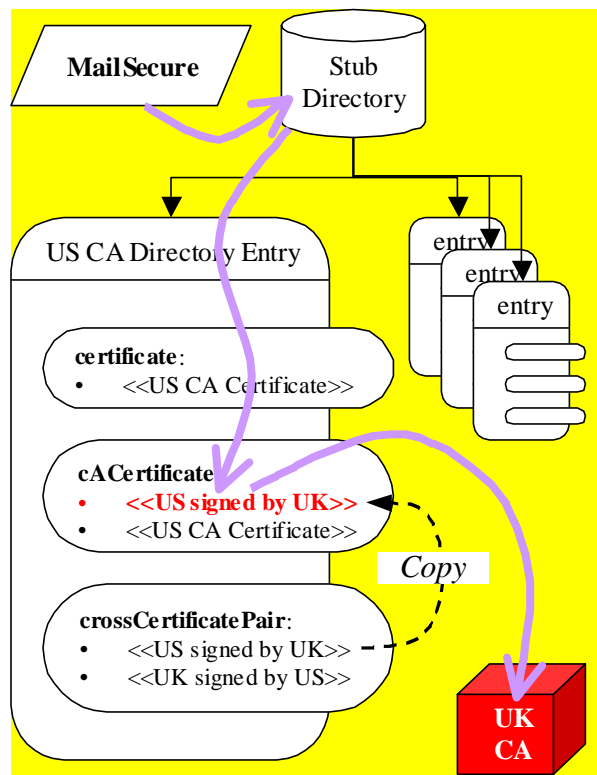 MailSecure
Stub
Directory
US CA Directory Entry
entry
entry
entry
certificate:
• <<US CA Certificate>>
cACertificate
• <<US signed by UK>>
• <<US CA Certificate>>
Copy
crossCertificatePair:
• <<US signed by UK>>
• <<UK signed by US>>
UK
CA